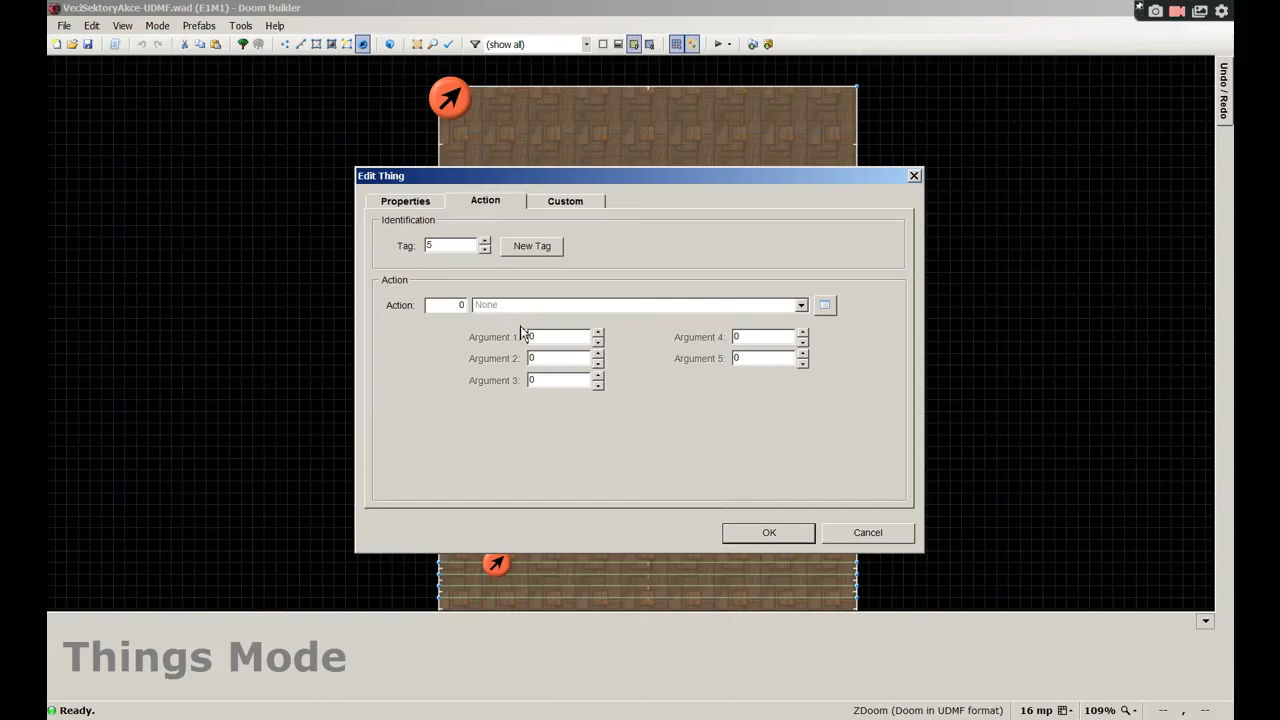 VeciSektoryAkce-UDMF.wad (E1M1) - Doom Builder
File Edit View Mode Prefabs Tools Help
(show all)
Undo / Redo
Edit Thing
Properties Action Custom
Identification
Tag: 5 New Tag
Action
Action: 0 None
Argument 1: 0 Argument 4: 0
Argument 2: 0 Argument 5: 0
Argument 3: 0
OK Cancel
Things Mode
Ready. ZDoom (Doom in UDMF format) 16 mp 109% -- , --